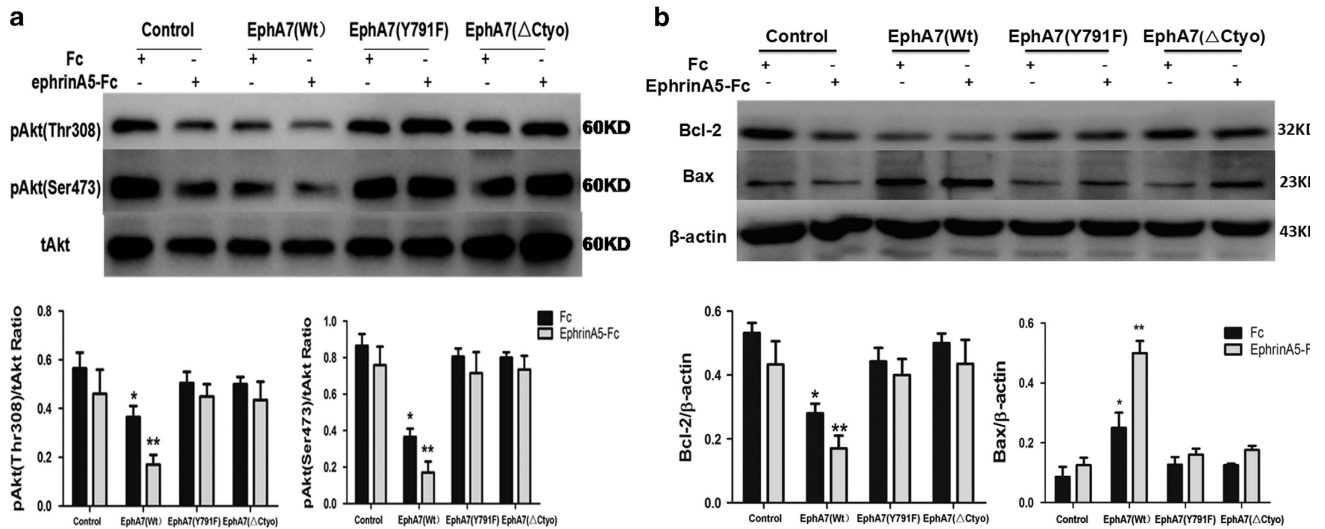 a
Control EphA7(Wt) EphA7(Y791F) EphA7(△Ctyo)
Fc + - + - + - + -
ephrinA5-Fc - + - + - + - +
pAkt(Thr308) 60KD
pAkt(Ser473) 60KD
tAkt 60KD
pAkt(Thr308)/tAkt Ratio
0.8
0.6
0.4
0.2
0.0
* **
Control EphA7(Wt) EphA7(Y791F) EphA7(△Ctyo)
pAkt(Ser473)/tAkt Ratio
1.0
0.8
0.6
0.4
0.2
0.0
* **
Fc
EphrinA5-Fc
Control EphA7(Wt) EphA7(Y791F) EphA7(△Ctyo)
b
Control EphA7(Wt) EphA7(Y791F) EphA7(△Ctyo)
Fc + - + - + - + -
EphrinA5-Fc - + - + - + - +
Bcl-2 32KD
Bax 23KD
β-actin 43KD
Bcl-2/β-actin
0.6
0.4
0.2
0.0
* **
Control EphA7(Wt) EphA7(Y791F) EphA7(△Ctyo)
Bax/β-actin
0.6
0.4
0.2
0.0
* **
Fc
EphrinA5-F
Control EphA7(Wt) EphA7(Y791F) EphA7(△Ctyo)